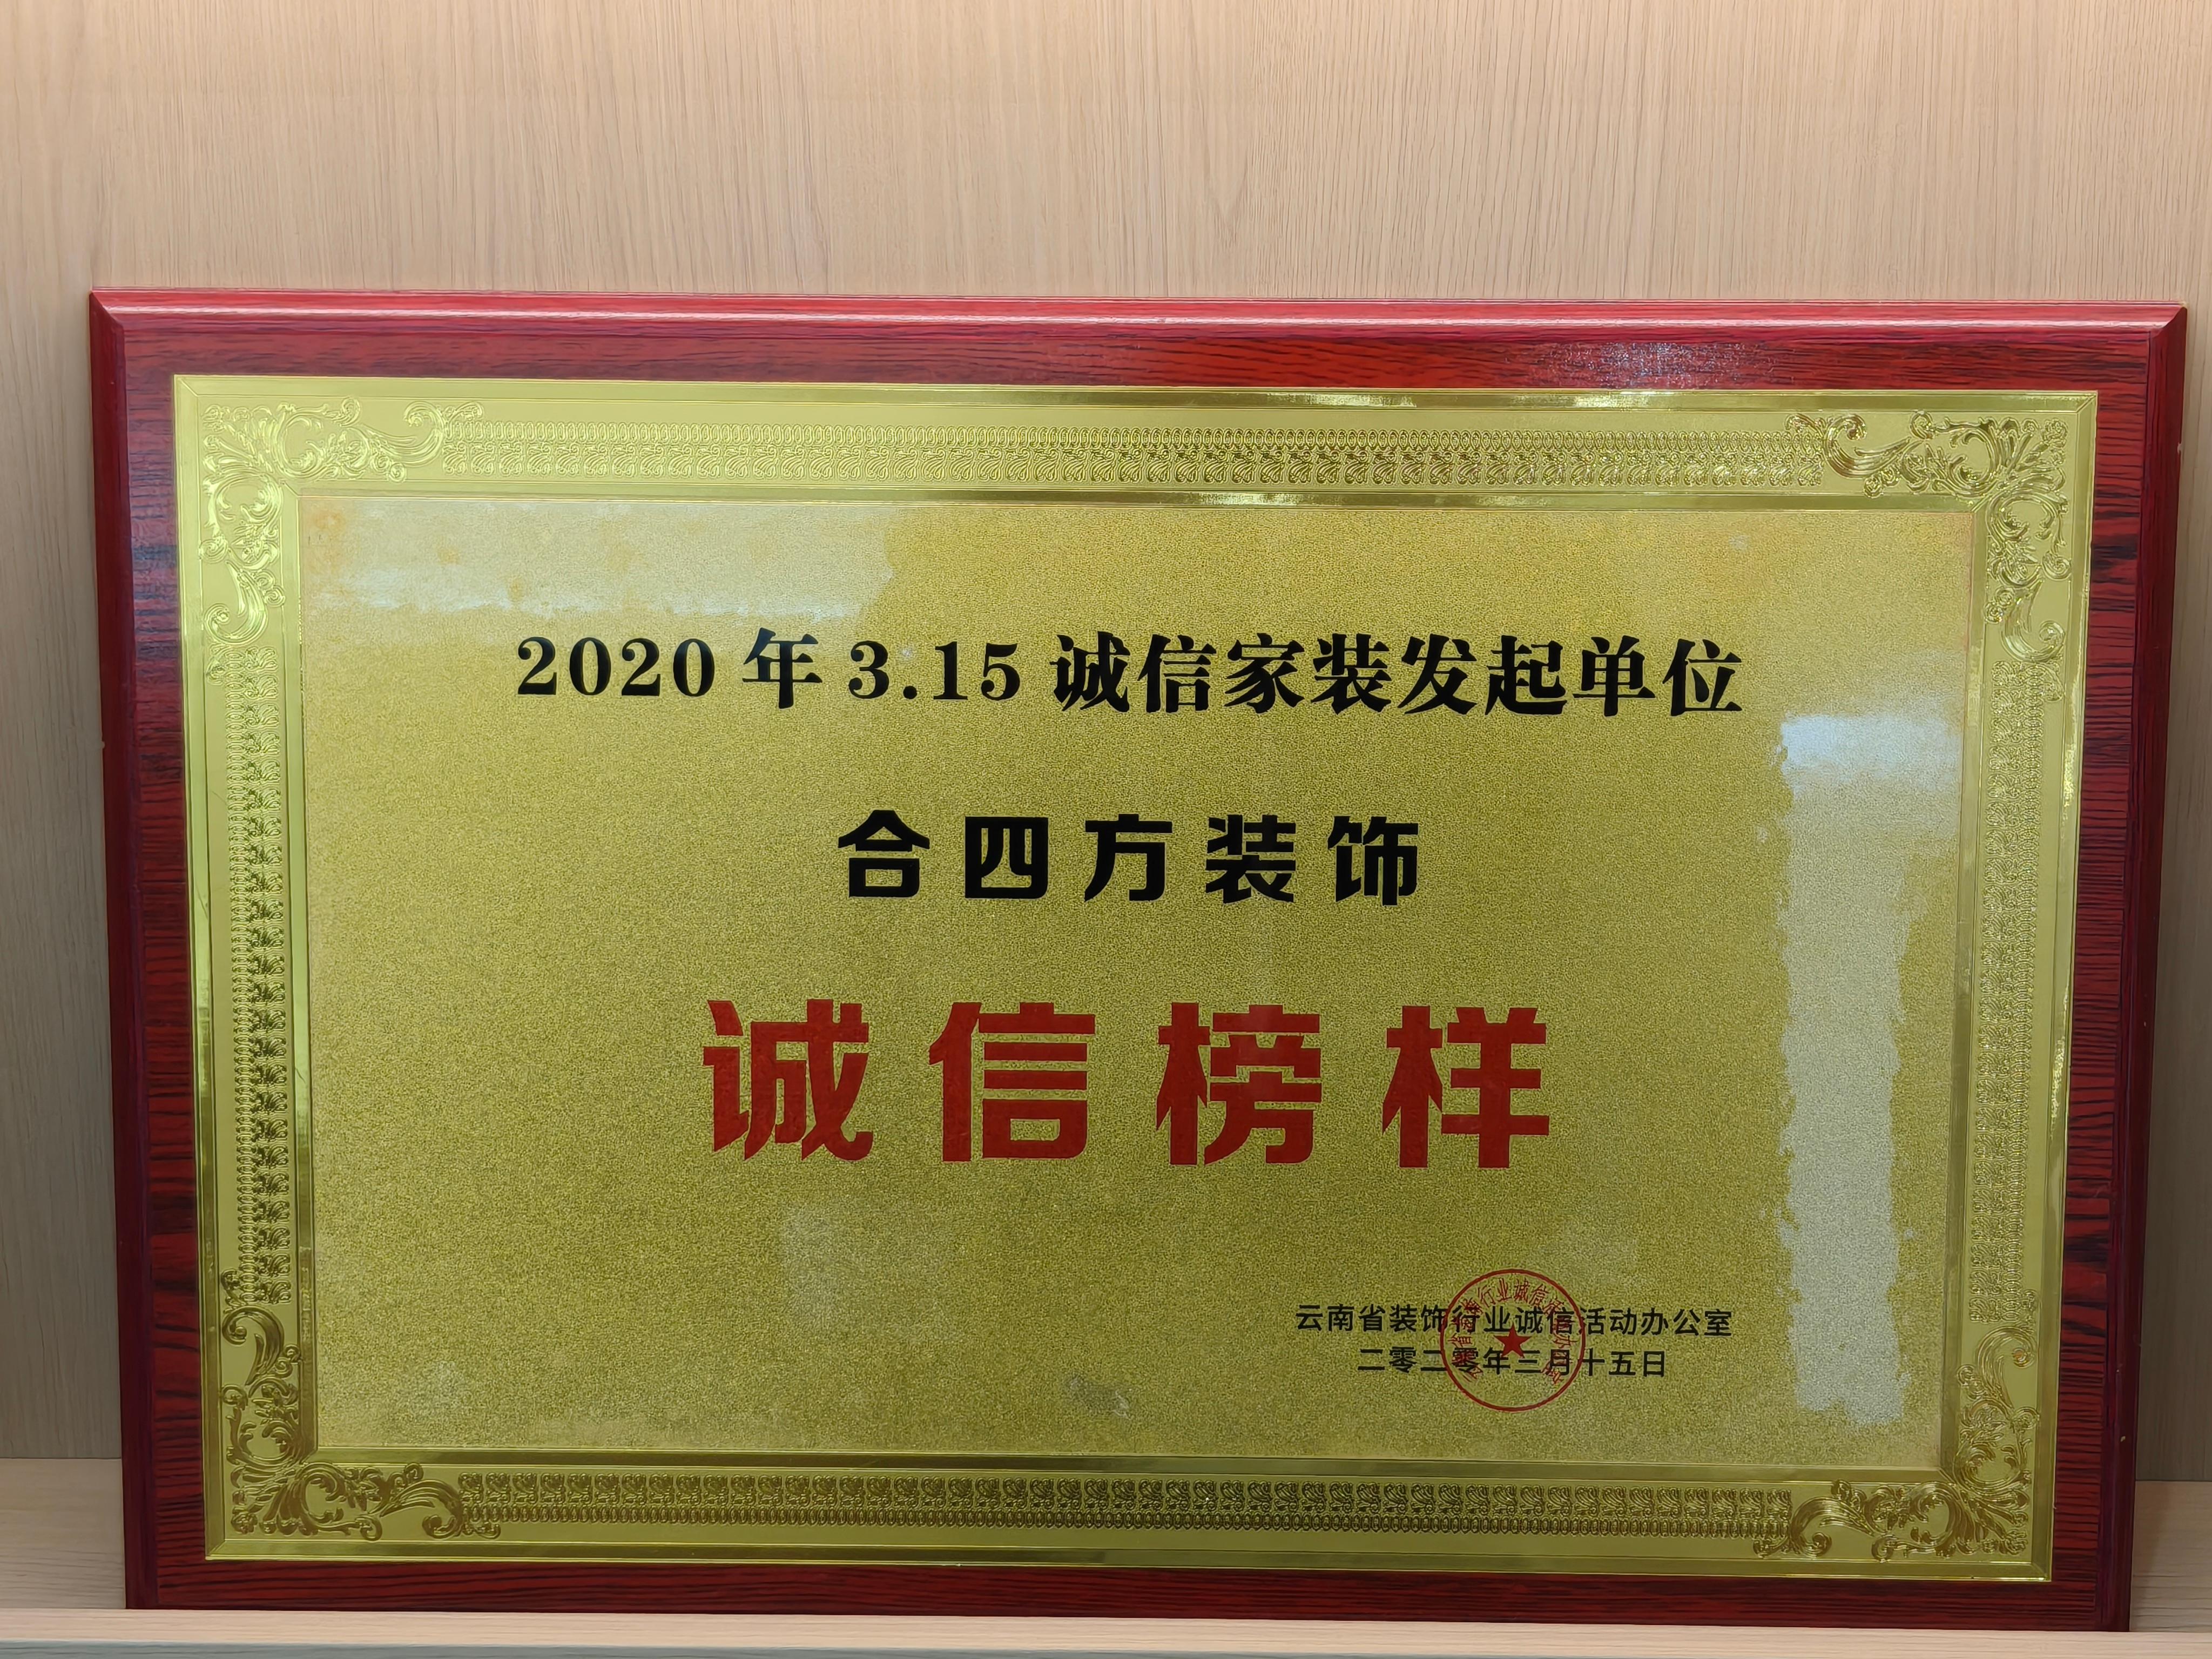 2020年3.15诚信家装发起单位
合四方装饰
诚信榜样
云南省装饰行业诚信活动办公室
二零二零年三月十五日